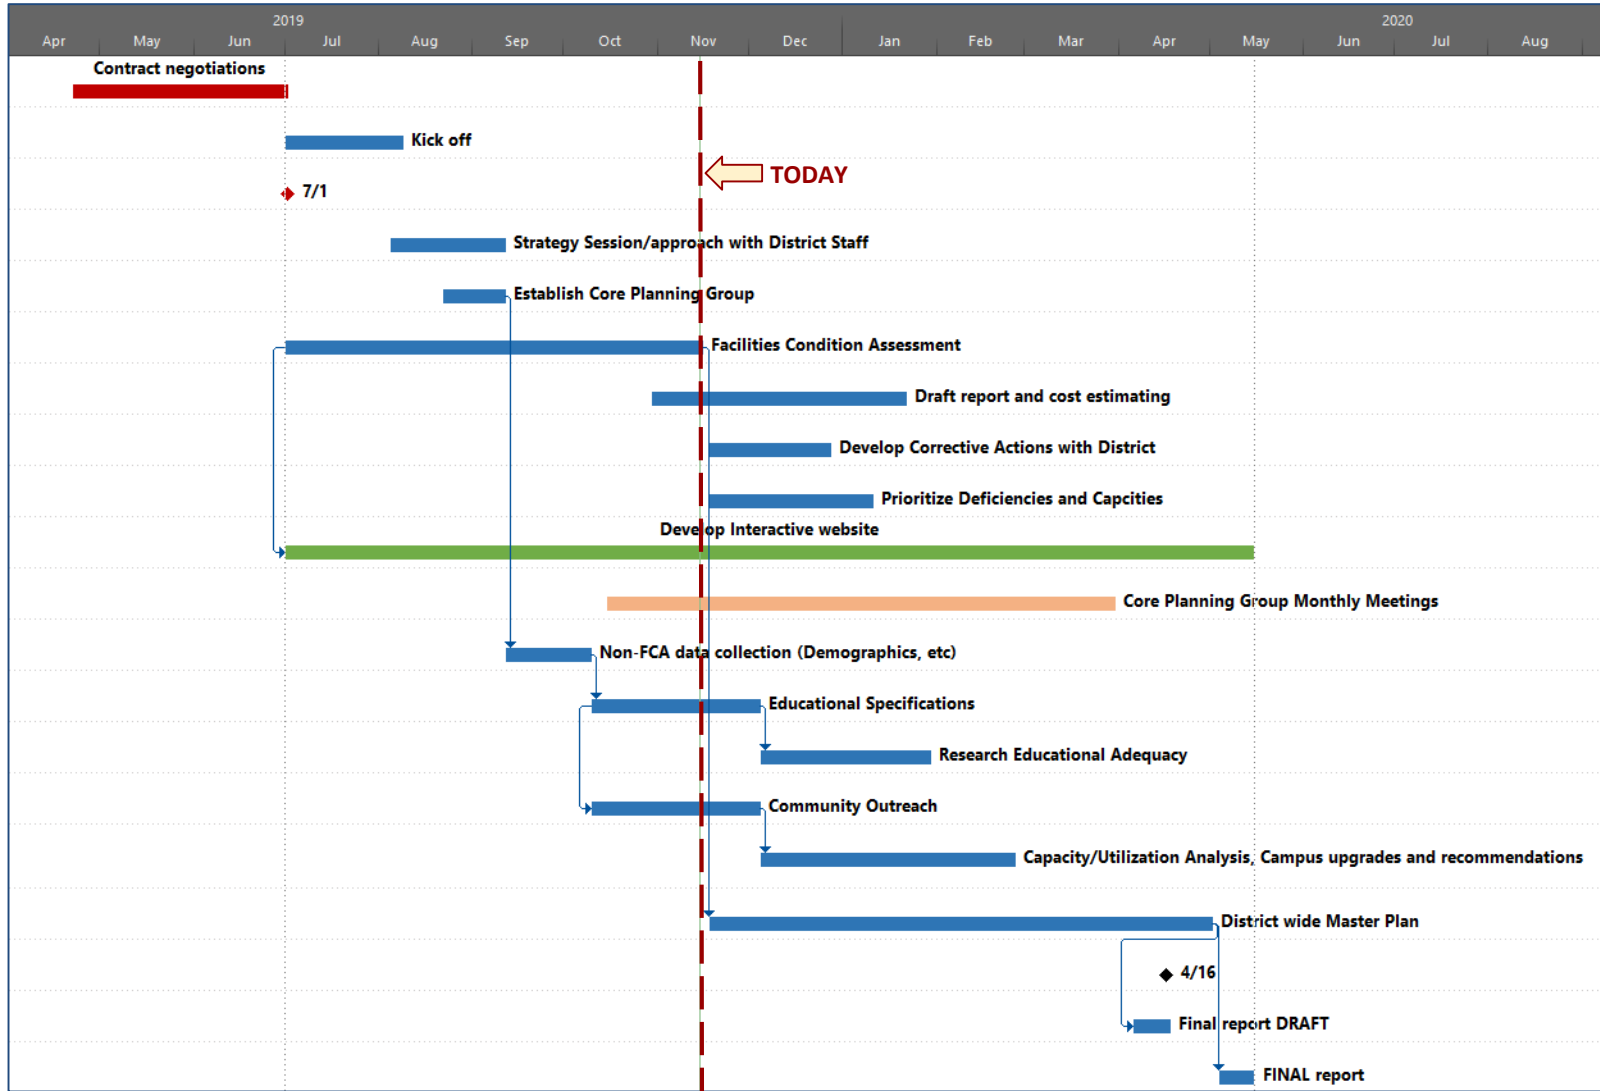 2019 2020
Apr May Jun Jul Aug Sep Oct Nov Dec Jan Feb Mar Apr May Jun Jul Aug
Contract negotiations
Kick off
TODAY
7/1
Strategy Session/approach with District Staff
Establish Core Planning Group
Facilities Condition Assessment
Draft report and cost estimating
Develop Corrective Actions with District
Prioritize Deficiencies and Capcities
Develop Interactive website
Core Planning Group Monthly Meetings
Non-FCA data collection (Demographics, etc)
Educational Specifications
Research Educational Adequacy
Community Outreach
Capacity/Utilization Analysis, Campus upgrades and recommendations
District wide Master Plan
4/16
Final report DRAFT
FINAL report